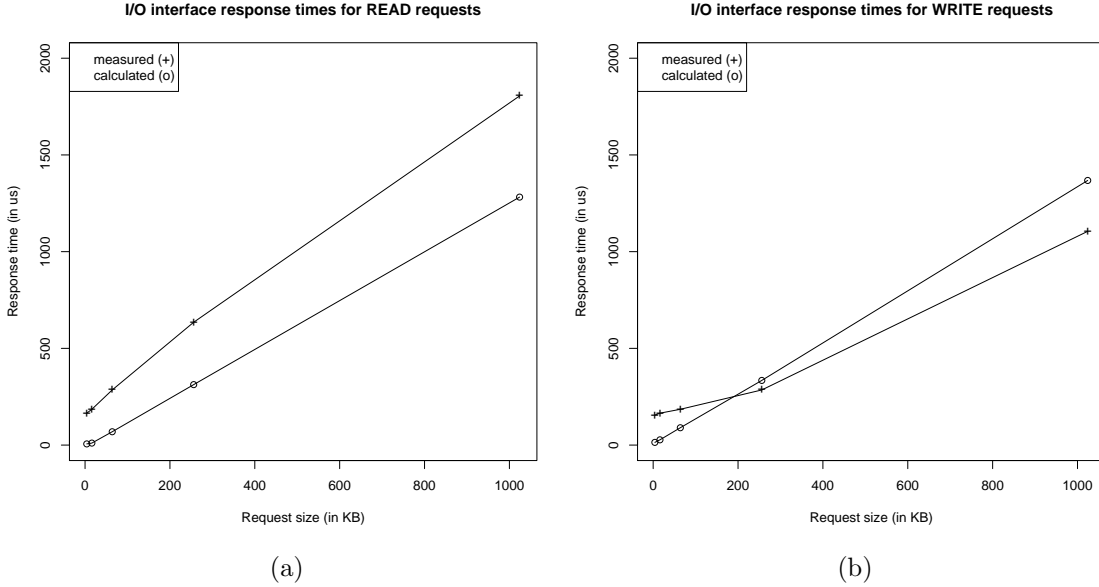 I/O interface response times for READ requests
measured (+)
calculated (o)
2000
1500
1000
500
0
Response time (in us)
0 200 400 600 800 1000
Request size (in KB)
(a)
I/O interface response times for WRITE requests
measured (+)
calculated (o)
2000
1500
1000
500
0
Response time (in us)
0 200 400 600 800 1000
Request size (in KB)
(b)